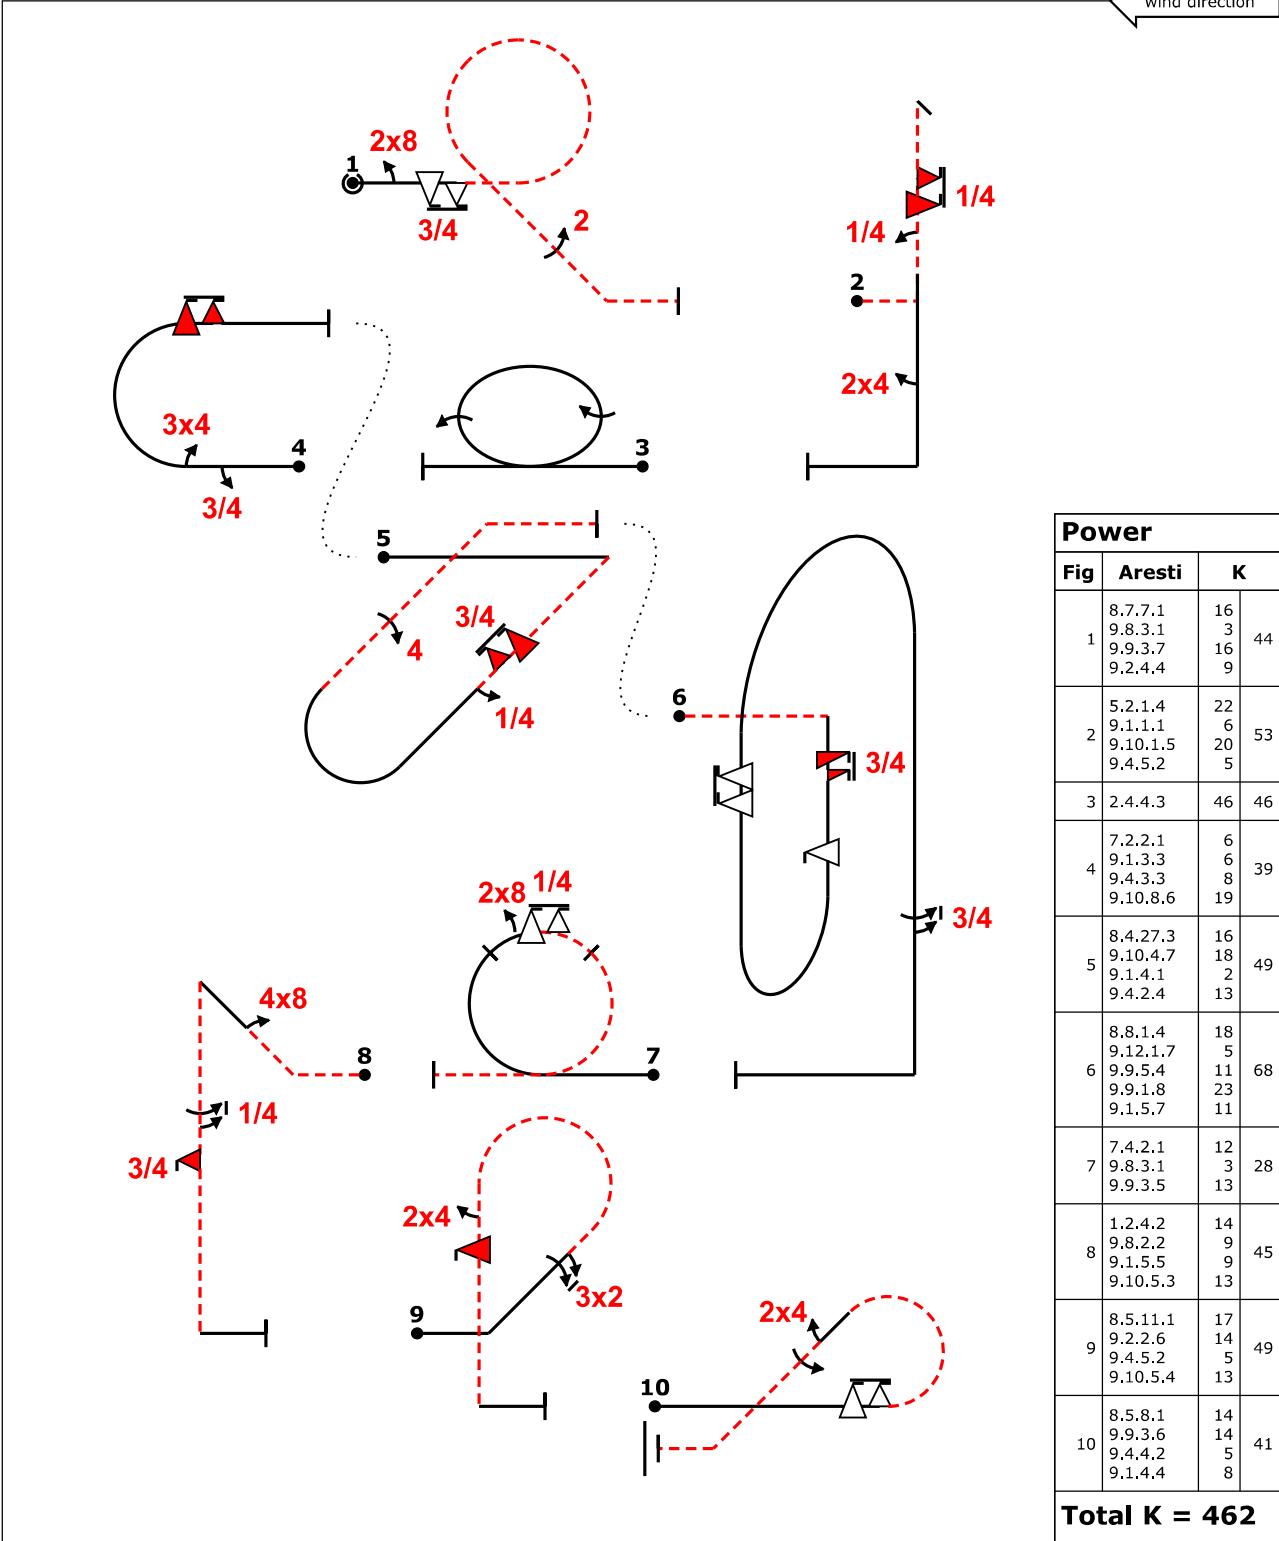 wind direction
1
2x8
3/4
2
1/4
1/4
2
2x4
3x4
4
3/4
3
5
3/4
4
1/4
6
3/4
3/4
2x8
1/4
7
4x8
8
1/4
3/4
2x4
9
3x2
2x4
10
Power
Fig Aresti K
1 8.7.7.1 16 44
9.8.3.1 3
9.9.3.7 16
9.2.4.4 9
2 5.2.1.4 22 53
9.1.1.1 6
9.10.1.5 20
9.4.5.2 5
3 2.4.4.3 46 46
4 7.2.2.1 6 39
9.1.3.3 6
9.4.3.3 8
9.10.8.6 19
5 8.4.27.3 16 49
9.10.4.7 18
9.1.4.1 2
9.4.2.4 13
6 8.8.1.4 18 68
9.12.1.7 5
9.9.5.4 11
9.9.1.8 23
9.1.5.7 11
7 7.4.2.1 12 28
9.8.3.1 3
9.9.3.5 13
8 1.2.4.2 14 45
9.8.2.2 9
9.1.5.5 9
9.10.5.3 13
9 8.5.11.1 17 49
9.2.2.6 14
9.4.5.2 5
9.10.5.4 13
10 8.5.8.1 14 41
9.9.3.6 14
9.4.4.2 5
9.1.4.4 8
Total K = 462